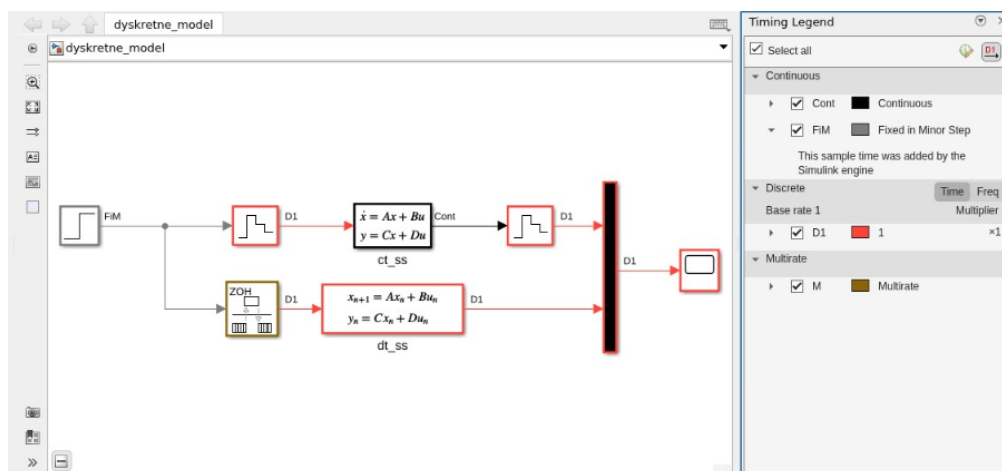 dyskretne_model
dyskretne_model
FiM
D1
ẋ = Ax + Bu
y = Cx + Du
Cont
ct_ss
D1
D1
ZOH
D1
xₙ₊₁ = Axₙ + Buₙ
yₙ = Cxₙ + Duₙ
D1
dt_ss
Timing Legend
D1
Select all
Continuous
Cont Continuous
FiM Fixed in Minor Step
This sample time was added by the
Simulink engine
Discrete Time Freq
Base rate 1 Multiplier
D1 1 ×1
Multirate
M Multirate